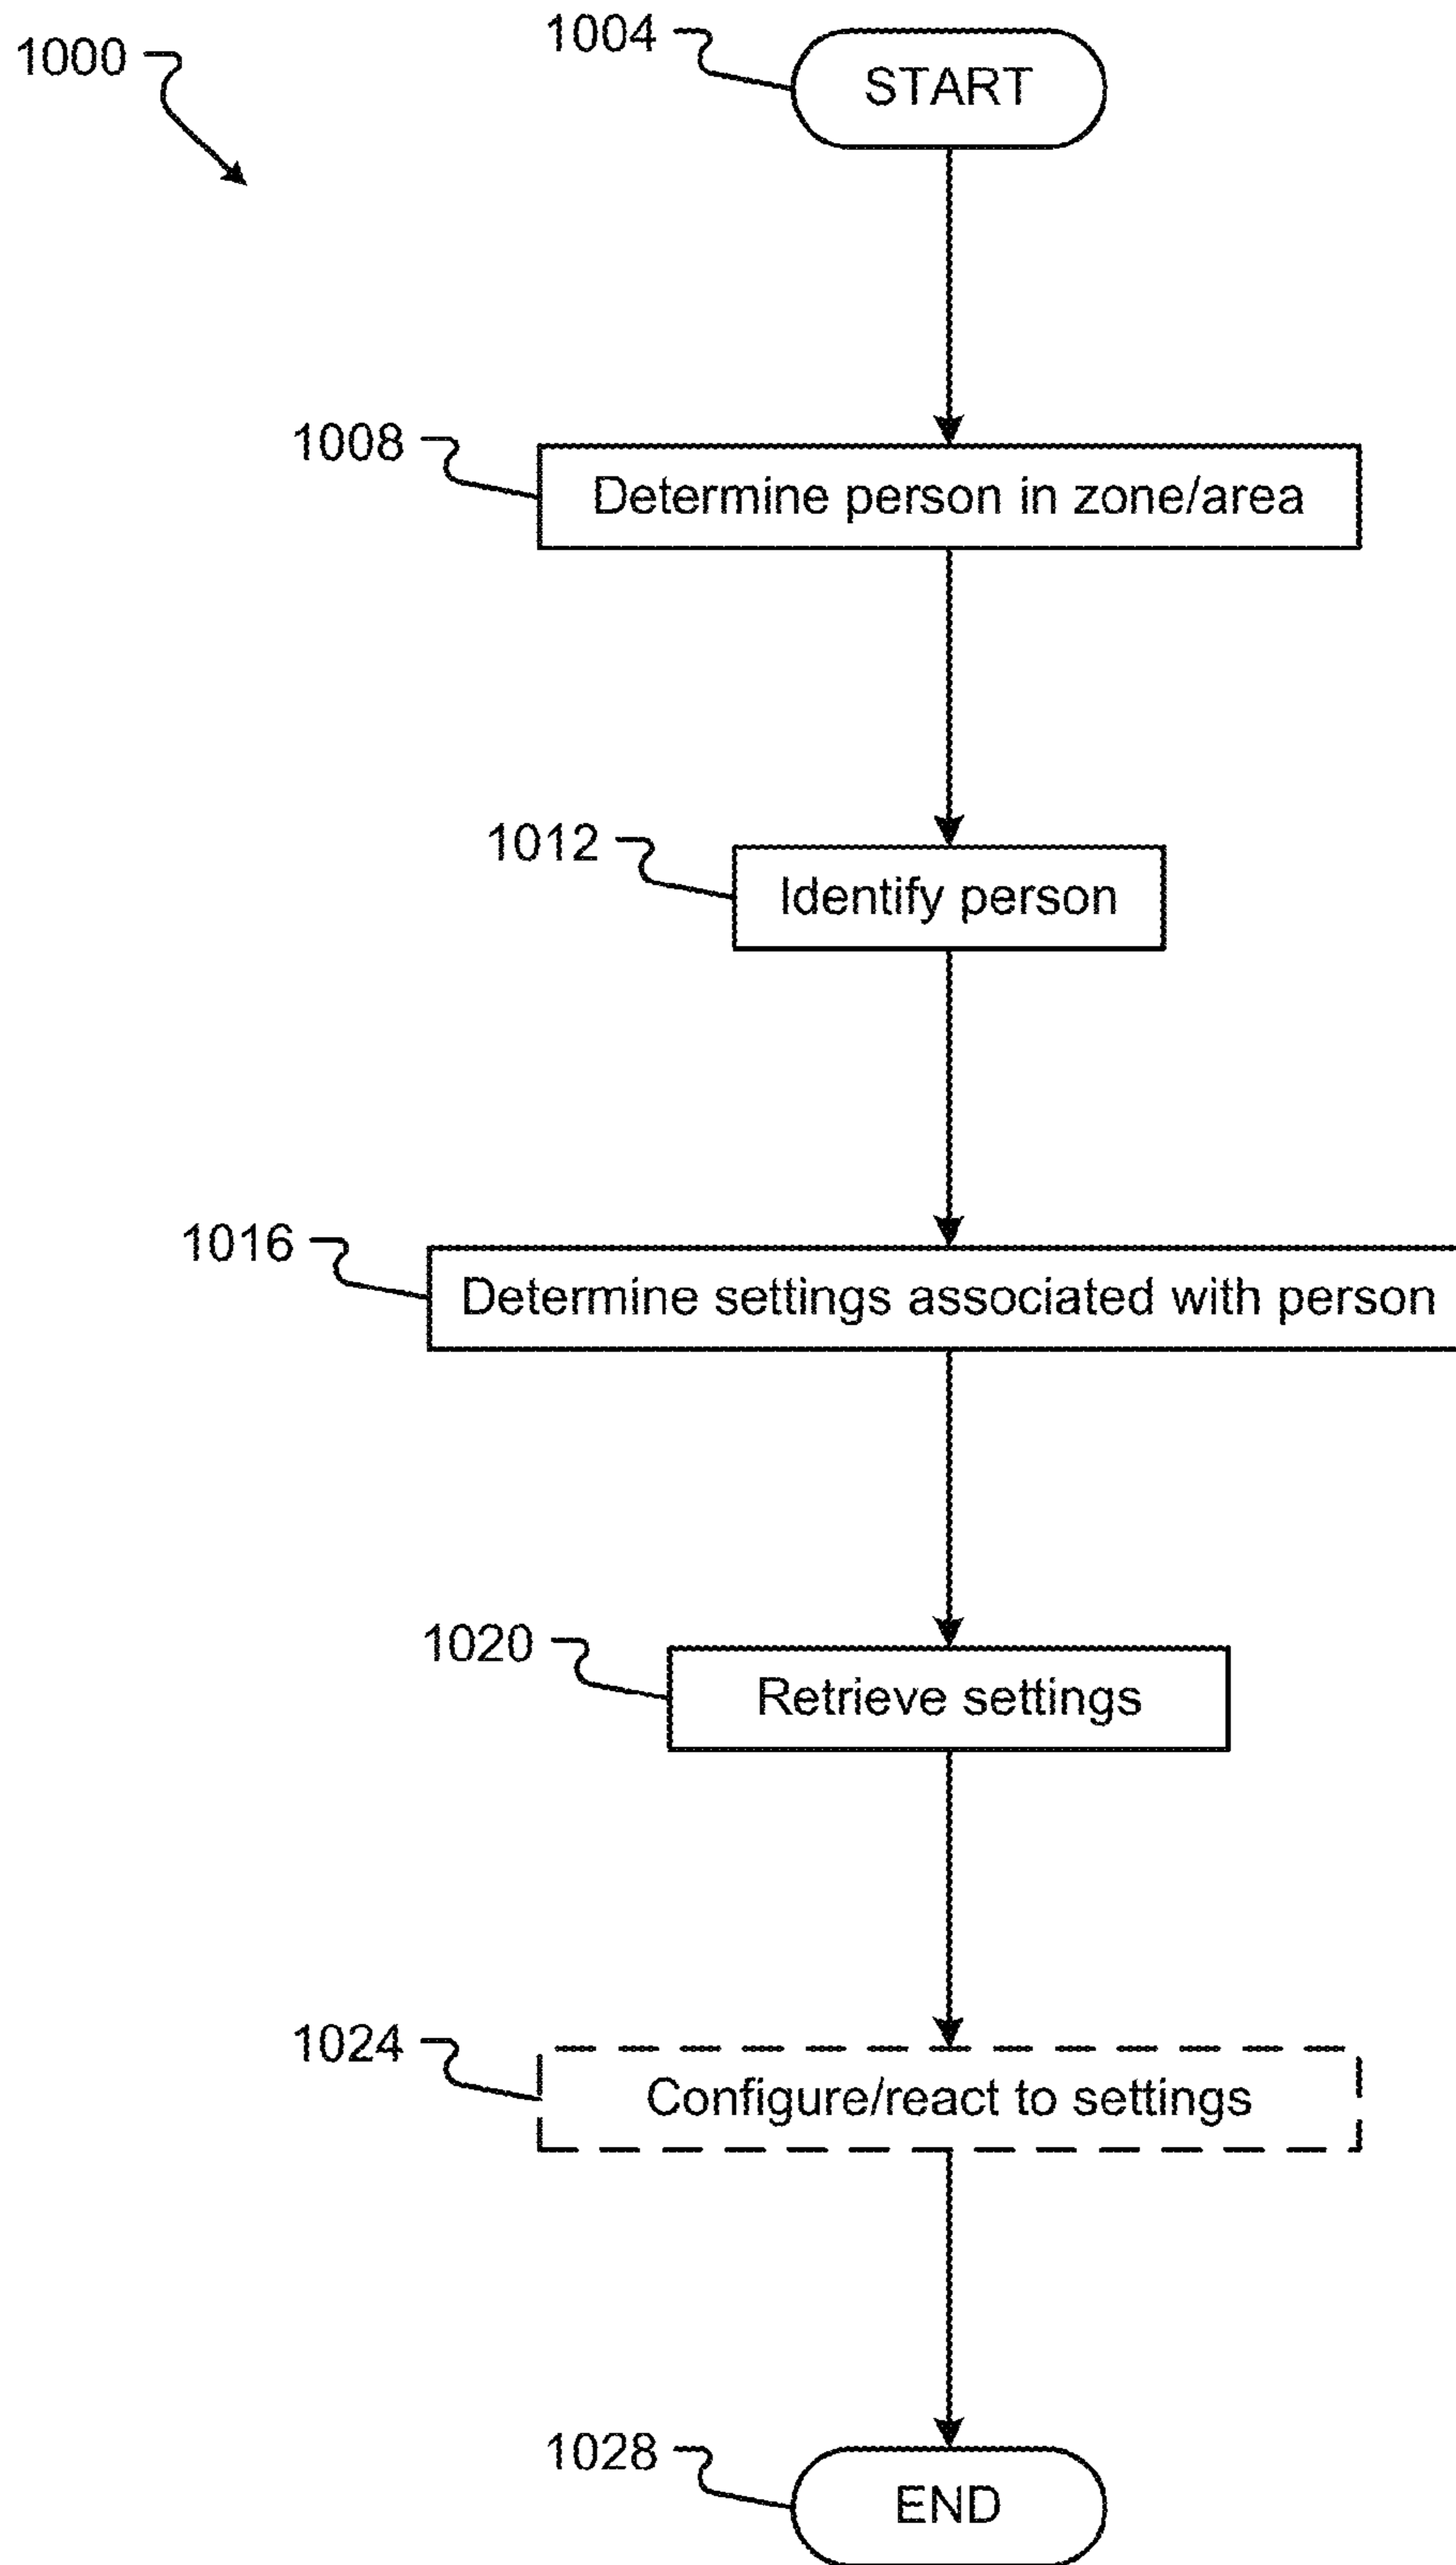 1000
1004
START
1008
Determine person in zone/area
1012
Identify person
1016
Determine settings associated with person
1020
Retrieve settings
1024
Configure/react to settings
1028
END